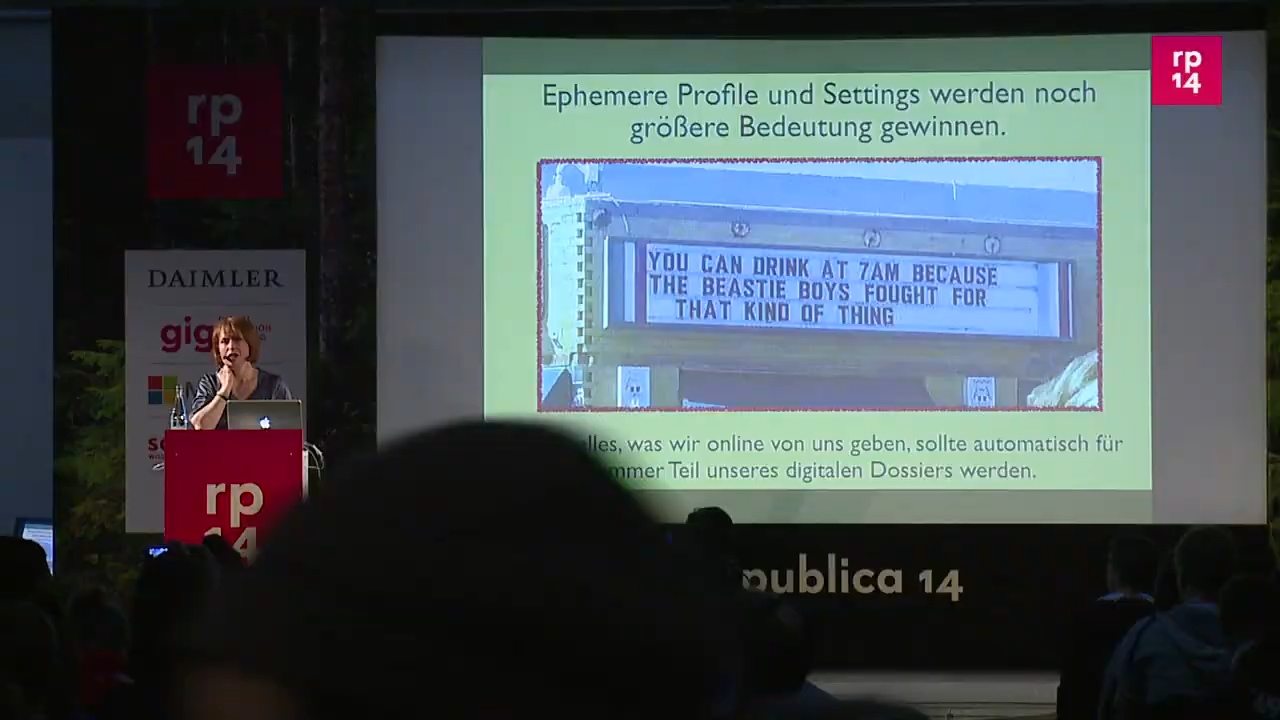 rp
14
rp
14
DAIMLER
gig
Ephemere Profile und Settings werden noch
größere Bedeutung gewinnen.
YOU CAN DRINK AT 7AM BECAUSE
THE BEASTIE BOYS FOUGHT FOR
THAT KIND OF THING
lles, was wir online von uns geben, sollte automatisch für
mmer Teil unseres digitalen Dossiers werden.
rp
14
publica 14